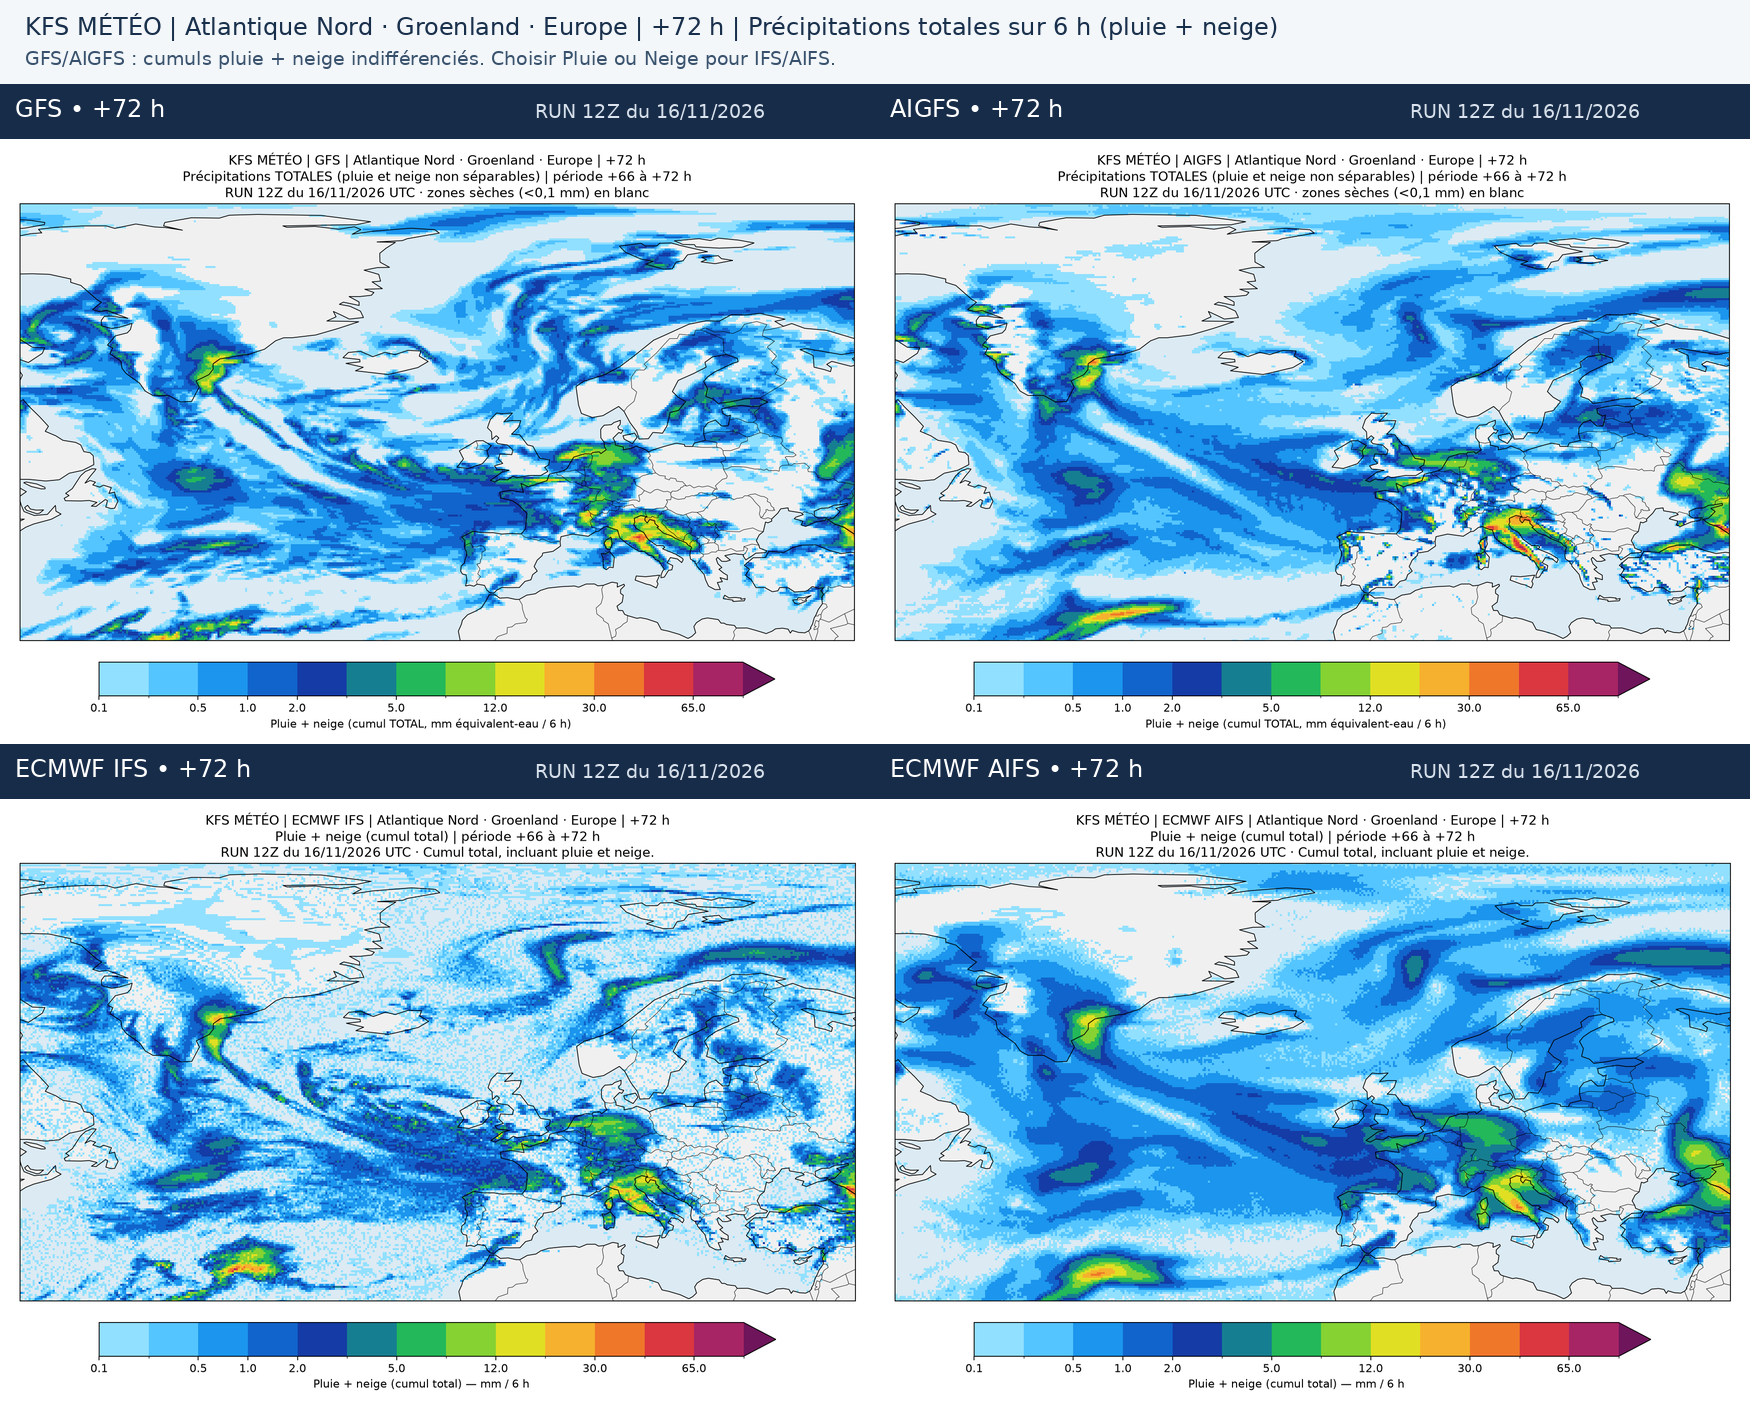 KFS MÉTÉO | Atlantique Nord · Groenland · Europe | +72 h | Précipitations totales sur 6 h (pluie + neige)
GFS/AIGFS : cumuls pluie + neige indifférenciés. Choisir Pluie ou Neige pour IFS/AIFS.
GFS • +72 h
RUN 12Z du 16/11/2026
AIGFS • +72 h
RUN 12Z du 16/11/2026
KFS MÉTÉO | GFS | Atlantique Nord · Groenland · Europe | +72 h
Précipitations TOTALES (pluie et neige non séparables) | période +66 à +72 h
RUN 12Z du 16/11/2026 UTC · zones sèches (<0,1 mm) en blanc
KFS MÉTÉO | AIGFS | Atlantique Nord · Groenland · Europe | +72 h
Précipitations TOTALES (pluie et neige non séparables) | période +66 à +72 h
RUN 12Z du 16/11/2026 UTC · zones sèches (<0,1 mm) en blanc
0.1 0.5 1.0 2.0 5.0 12.0 30.0 65.0
Pluie + neige (cumul TOTAL, mm équivalent-eau / 6 h)
0.1 0.5 1.0 2.0 5.0 12.0 30.0 65.0
Pluie + neige (cumul TOTAL, mm équivalent-eau / 6 h)
ECMWF IFS • +72 h
RUN 12Z du 16/11/2026
ECMWF AIFS • +72 h
RUN 12Z du 16/11/2026
KFS MÉTÉO | ECMWF IFS | Atlantique Nord · Groenland · Europe | +72 h
Pluie + neige (cumul total) | période +66 à +72 h
RUN 12Z du 16/11/2026 UTC · Cumul total, incluant pluie et neige.
KFS MÉTÉO | ECMWF AIFS | Atlantique Nord · Groenland · Europe | +72 h
Pluie + neige (cumul total) | période +66 à +72 h
RUN 12Z du 16/11/2026 UTC · Cumul total, incluant pluie et neige.
0.1 0.5 1.0 2.0 5.0 12.0 30.0 65.0
Pluie + neige (cumul total) — mm / 6 h
0.1 0.5 1.0 2.0 5.0 12.0 30.0 65.0
Pluie + neige (cumul total) — mm / 6 h